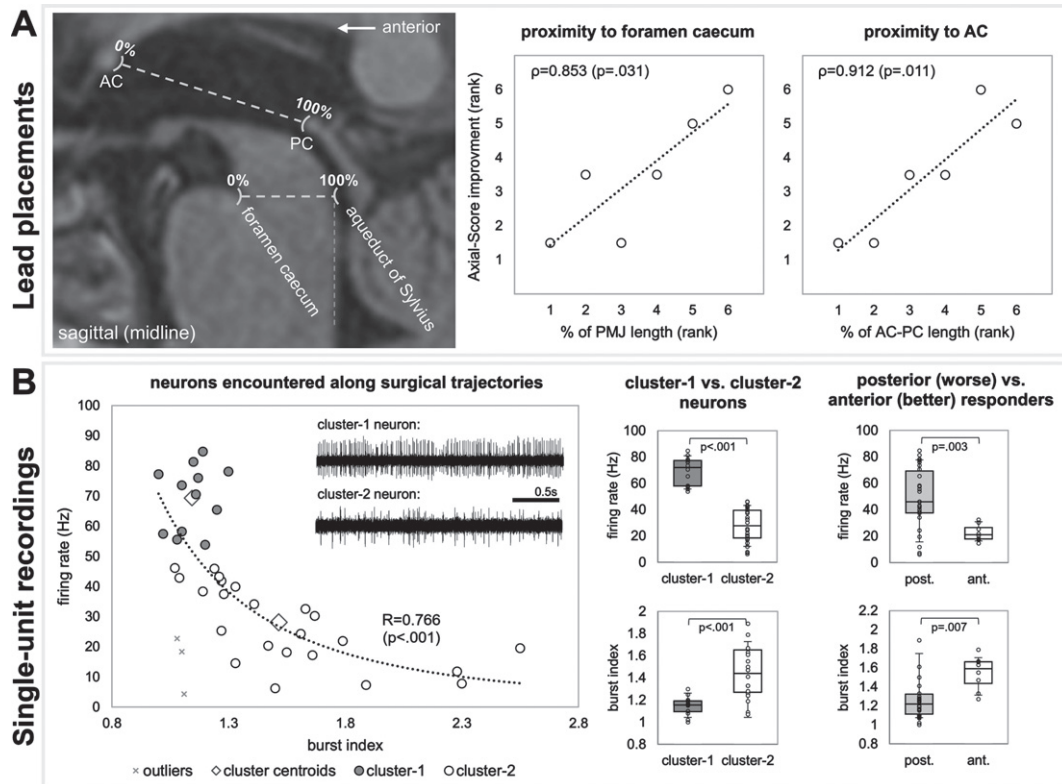 A
Lead placements
0%
AC
anterior
100%
PC
0%
100%
foramen caecum
aqueduct of Sylvius
sagittal (midline)
proximity to foramen caecum
ρ=0.853 (p=.031)
Axial-Score improvment (rank)
6
5
4
3
2
1
1 2 3 4 5 6
% of PMJ length (rank)
proximity to AC
ρ=0.912 (p=.011)
6
5
4
3
2
1
1 2 3 4 5 6
% of AC-PC length (rank)
B
Single-unit recordings
neurons encountered along surgical trajectories
firing rate (Hz)
100
90
80
70
60
50
40
30
20
10
0
cluster-1 neuron:
cluster-2 neuron:
0.5s
R=0.766
(p<.001)
0.8 1.3 1.8 2.3 2.8
burst index
× outliers ◇ cluster centroids cluster-1 cluster-2
cluster-1 vs. cluster-2
neurons
firing rate (Hz)
100
80
60
40
20
0
p<.001
cluster-1 cluster-2
burst index
2
1.8
1.6
1.4
1.2
1
0.8
p<.001
cluster-1 cluster-2
posterior (worse) vs.
anterior (better) responders
firing rate (Hz)
100
80
60
40
20
0
p=.003
post. ant.
burst index
2.2
2
1.8
1.6
1.4
1.2
1
0.8
p=.007
post. ant.